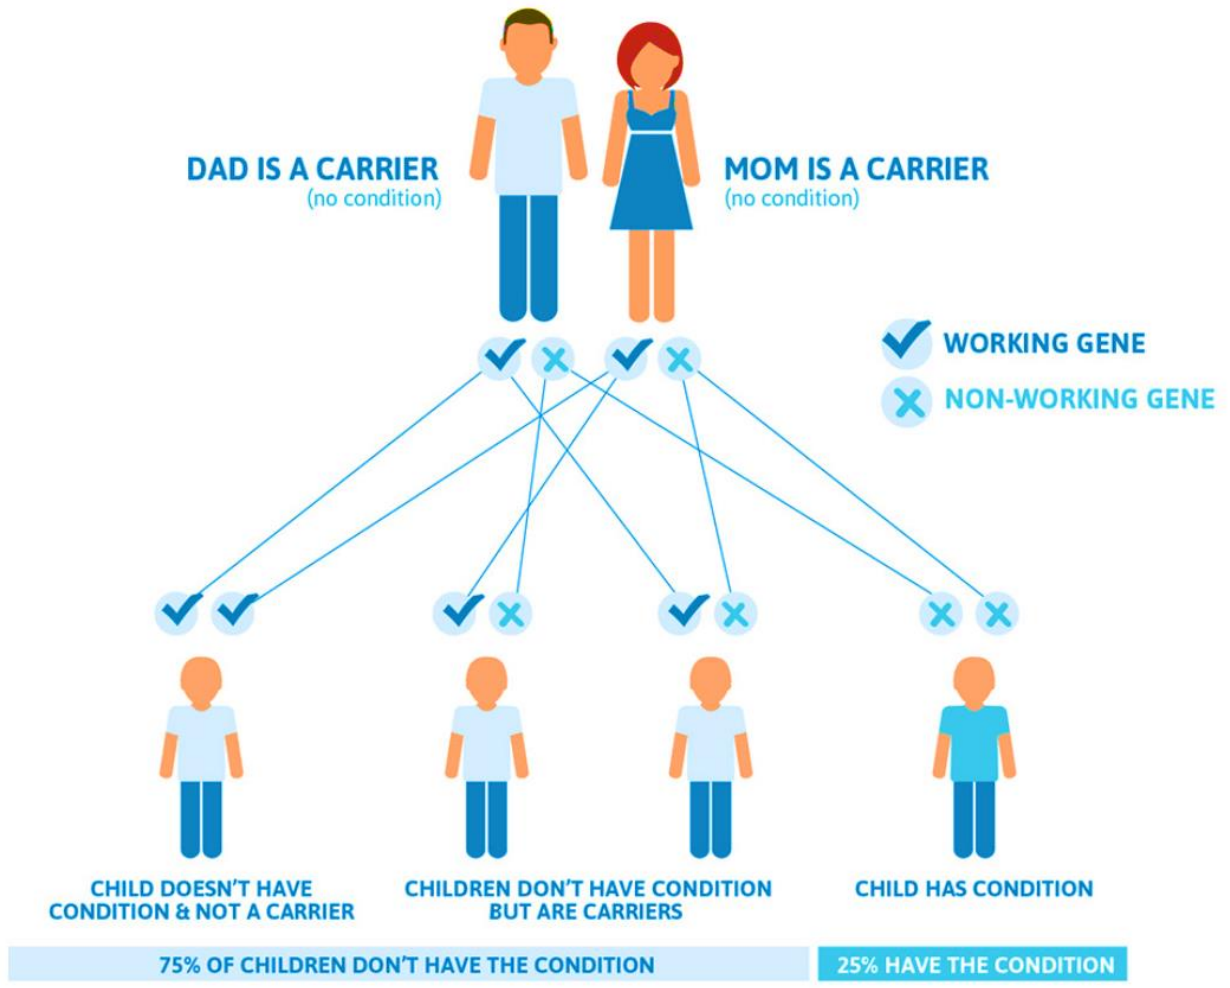 DAD IS A CARRIER
(no condition)
MOM IS A CARRIER
(no condition)
WORKING GENE
NON-WORKING GENE
CHILD DOESN'T HAVE
CONDITION & NOT A CARRIER
CHILDREN DON'T HAVE CONDITION
BUT ARE CARRIERS
CHILD HAS CONDITION
75% OF CHILDREN DON'T HAVE THE CONDITION
25% HAVE THE CONDITION